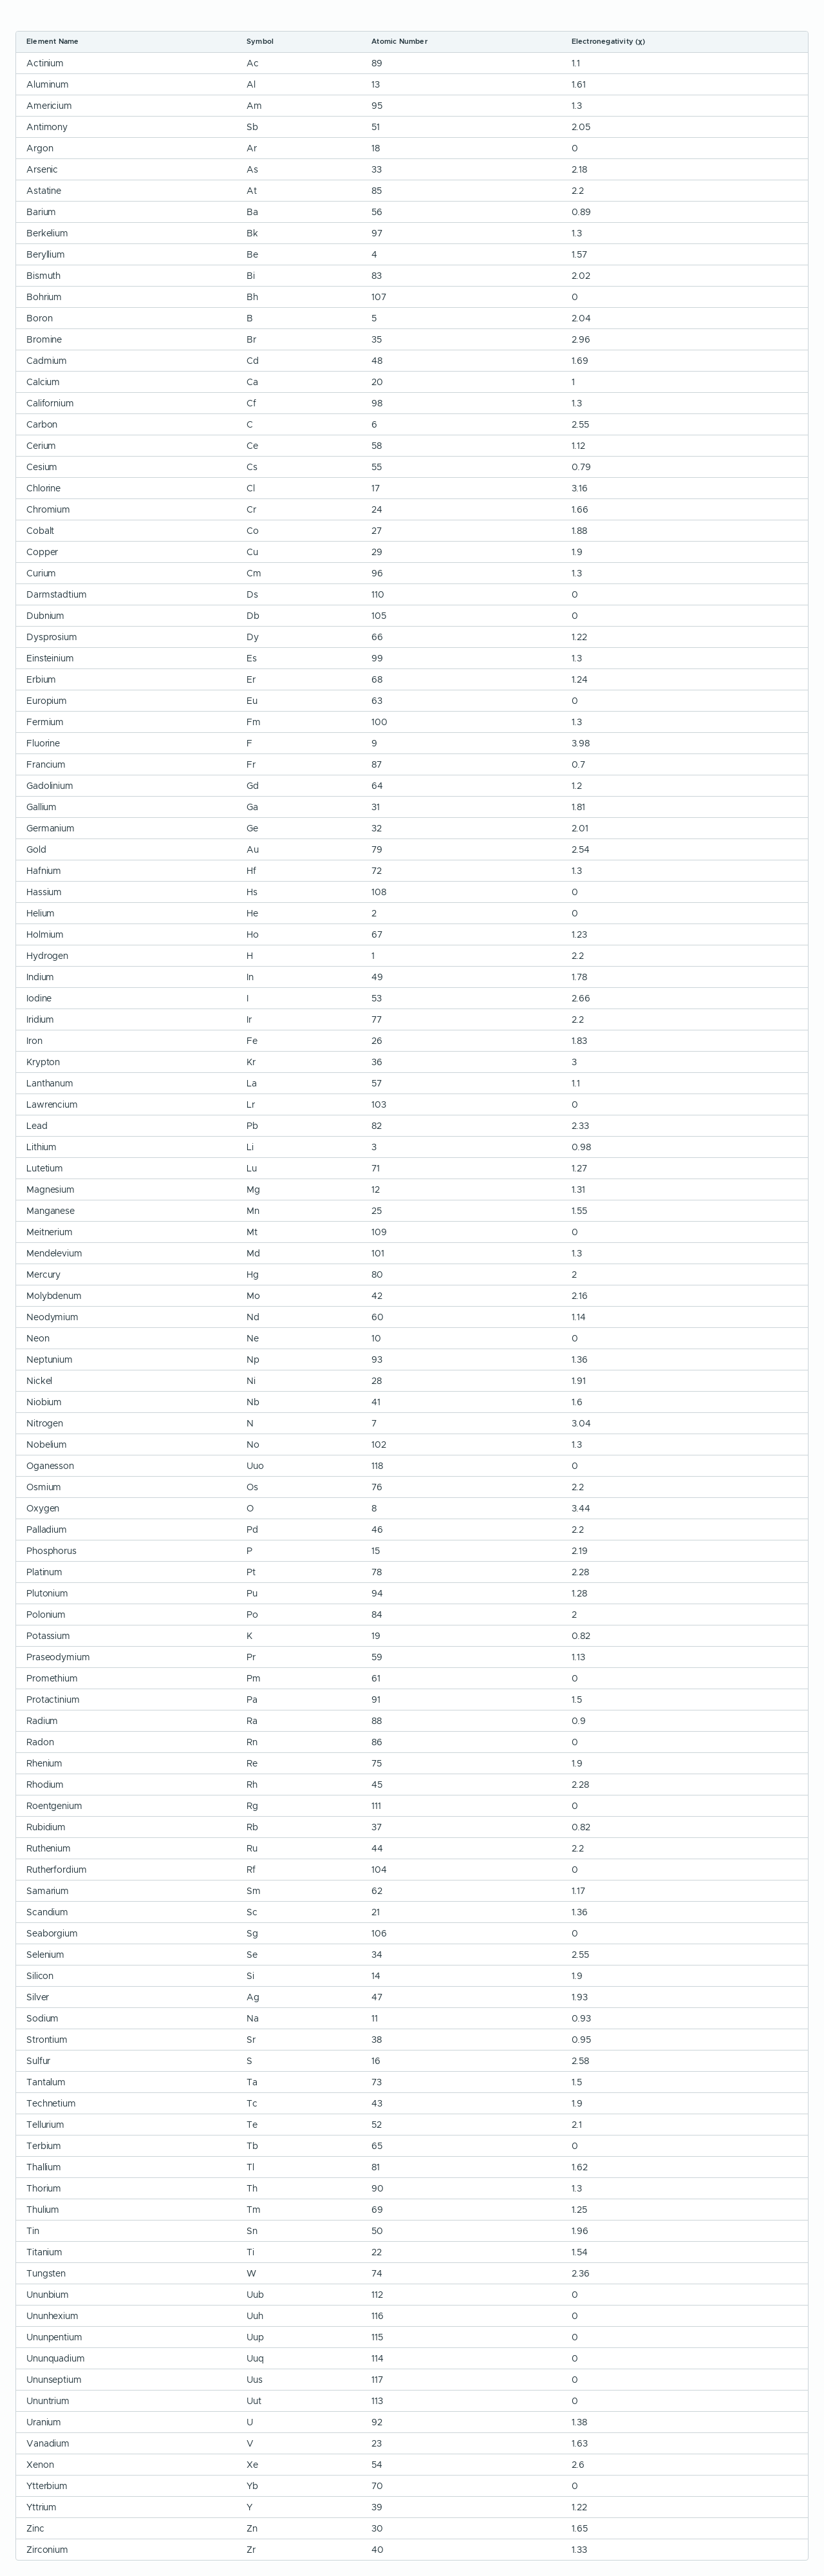 Element Name Symbol Atomic Number Electronegativity (χ)
Actinium Ac 89 1.1
Aluminum Al 13 1.61
Americium Am 95 1.3
Antimony Sb 51 2.05
Argon Ar 18 0
Arsenic As 33 2.18
Astatine At 85 2.2
Barium Ba 56 0.89
Berkelium Bk 97 1.3
Beryllium Be 4 1.57
Bismuth Bi 83 2.02
Bohrium Bh 107 0
Boron B 5 2.04
Bromine Br 35 2.96
Cadmium Cd 48 1.69
Calcium Ca 20 1
Californium Cf 98 1.3
Carbon C 6 2.55
Cerium Ce 58 1.12
Cesium Cs 55 0.79
Chlorine Cl 17 3.16
Chromium Cr 24 1.66
Cobalt Co 27 1.88
Copper Cu 29 1.9
Curium Cm 96 1.3
Darmstadtium Ds 110 0
Dubnium Db 105 0
Dysprosium Dy 66 1.22
Einsteinium Es 99 1.3
Erbium Er 68 1.24
Europium Eu 63 0
Fermium Fm 100 1.3
Fluorine F 9 3.98
Francium Fr 87 0.7
Gadolinium Gd 64 1.2
Gallium Ga 31 1.81
Germanium Ge 32 2.01
Gold Au 79 2.54
Hafnium Hf 72 1.3
Hassium Hs 108 0
Helium He 2 0
Holmium Ho 67 1.23
Hydrogen H 1 2.2
Indium In 49 1.78
Iodine I 53 2.66
Iridium Ir 77 2.2
Iron Fe 26 1.83
Krypton Kr 36 3
Lanthanum La 57 1.1
Lawrencium Lr 103 0
Lead Pb 82 2.33
Lithium Li 3 0.98
Lutetium Lu 71 1.27
Magnesium Mg 12 1.31
Manganese Mn 25 1.55
Meitnerium Mt 109 0
Mendelevium Md 101 1.3
Mercury Hg 80 2
Molybdenum Mo 42 2.16
Neodymium Nd 60 1.14
Neon Ne 10 0
Neptunium Np 93 1.36
Nickel Ni 28 1.91
Niobium Nb 41 1.6
Nitrogen N 7 3.04
Nobelium No 102 1.3
Oganesson Uuo 118 0
Osmium Os 76 2.2
Oxygen O 8 3.44
Palladium Pd 46 2.2
Phosphorus P 15 2.19
Platinum Pt 78 2.28
Plutonium Pu 94 1.28
Polonium Po 84 2
Potassium K 19 0.82
Praseodymium Pr 59 1.13
Promethium Pm 61 0
Protactinium Pa 91 1.5
Radium Ra 88 0.9
Radon Rn 86 0
Rhenium Re 75 1.9
Rhodium Rh 45 2.28
Roentgenium Rg 111 0
Rubidium Rb 37 0.82
Ruthenium Ru 44 2.2
Rutherfordium Rf 104 0
Samarium Sm 62 1.17
Scandium Sc 21 1.36
Seaborgium Sg 106 0
Selenium Se 34 2.55
Silicon Si 14 1.9
Silver Ag 47 1.93
Sodium Na 11 0.93
Strontium Sr 38 0.95
Sulfur S 16 2.58
Tantalum Ta 73 1.5
Technetium Tc 43 1.9
Tellurium Te 52 2.1
Terbium Tb 65 0
Thallium Tl 81 1.62
Thorium Th 90 1.3
Thulium Tm 69 1.25
Tin Sn 50 1.96
Titanium Ti 22 1.54
Tungsten W 74 2.36
Ununbium Uub 112 0
Ununhexium Uuh 116 0
Ununpentium Uup 115 0
Ununquadium Uuq 114 0
Ununseptium Uus 117 0
Ununtrium Uut 113 0
Uranium U 92 1.38
Vanadium V 23 1.63
Xenon Xe 54 2.6
Ytterbium Yb 70 0
Yttrium Y 39 1.22
Zinc Zn 30 1.65
Zirconium Zr 40 1.33